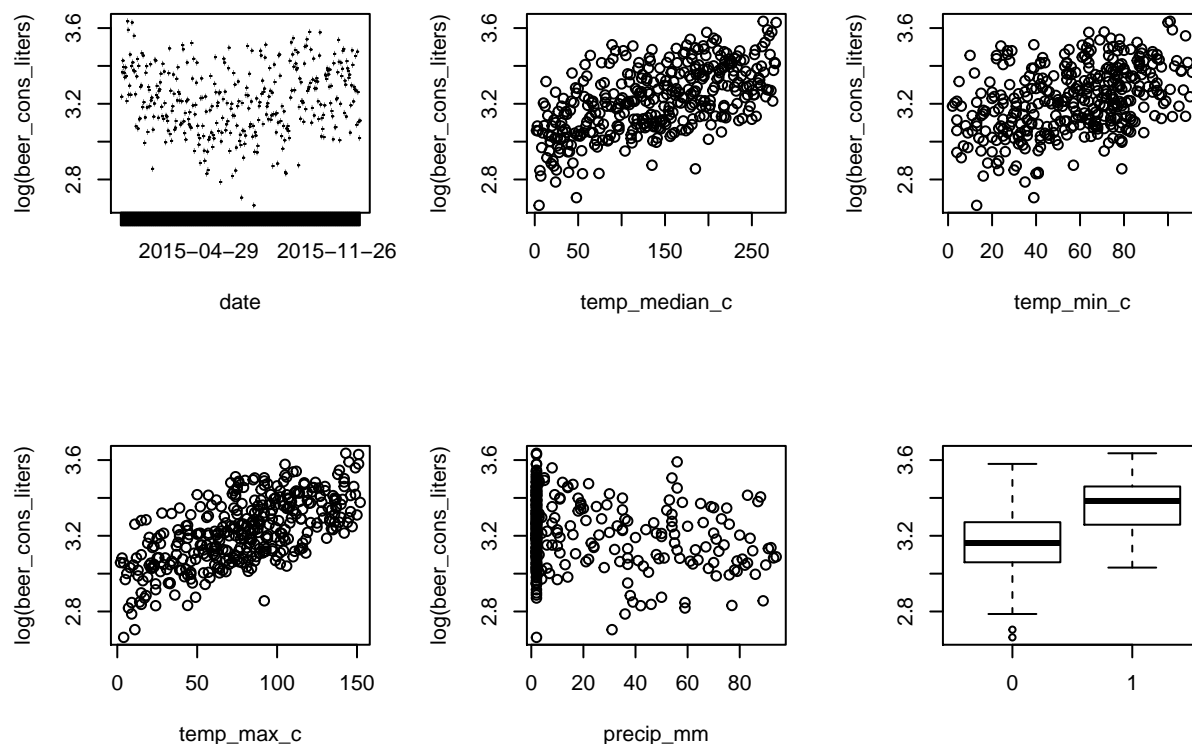 log(beer_cons_liters)
2.8 3.2 3.6
2015−04−29 2015−11−26
date
log(beer_cons_liters)
2.8 3.2 3.6
0 50 150 250
temp_median_c
log(beer_cons_liters)
2.8 3.2 3.6
0 20 40 60 80
temp_min_c
log(beer_cons_liters)
2.8 3.2 3.6
0 50 100 150
temp_max_c
log(beer_cons_liters)
2.8 3.2 3.6
0 20 40 60 80
precip_mm
log(beer_cons_liters)
2.8 3.2 3.6
0 1